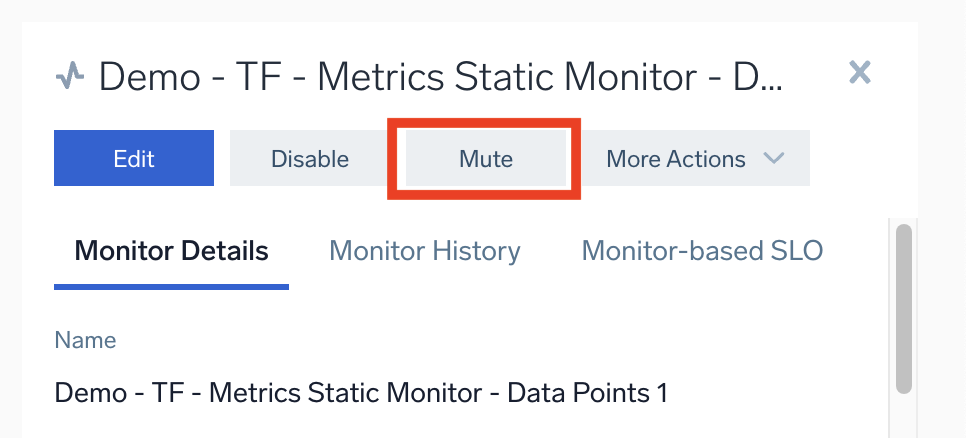 Demo - TF - Metrics Static Monitor - D...
Edit Disable Mute More Actions
Monitor Details Monitor History Monitor-based SLO
Name
Demo - TF - Metrics Static Monitor - Data Points 1